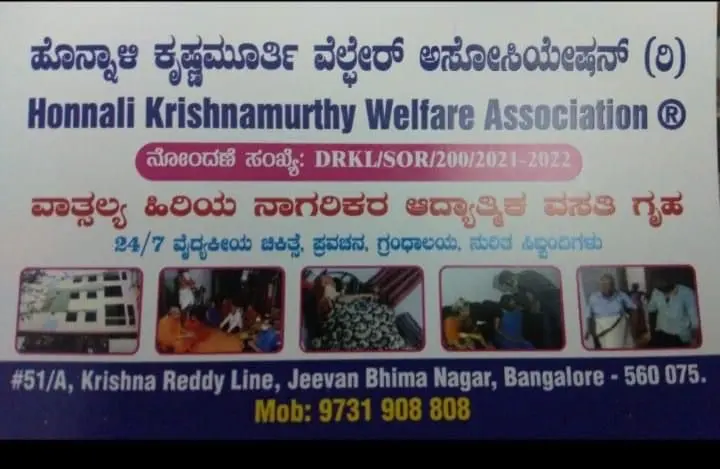 ಹೊನ್ನಾಳಿ ಕೃಷ್ಣಮೂರ್ತಿ ವೆಲ್ಫೇರ್ ಅಸೋಸಿಯೇಷನ್ (ರಿ)
Honnali Krishnamurthy Welfare Association ®
ನೋಂದಣೆ ಸಂಖ್ಯೆ: DRKL/SOR/200/2021-2022
ವಾತ್ಸಲ್ಯ ಹಿರಿಯ ನಾಗರಿಕರ ಆದ್ಯಾತ್ಮಿಕ ವಸತಿ ಗೃಹ
24/7 ವೈದ್ಯಕೀಯ ಚಿಕಿತ್ಸೆ, ಪ್ರವಚನ, ಗ್ರಂಥಾಲಯ, ನುರಿತ ಸಿಬ್ಬಂದಿಗಳು
#51/A, Krishna Reddy Line, Jeevan Bhima Nagar, Bangalore - 560 075.
Mob: 9731 908 808